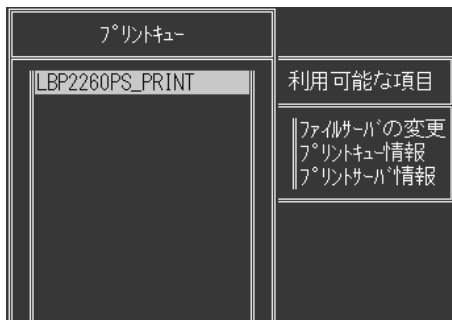 プリントキュー
LBP2260PS_PRINT
利用可能な項目
ファイルサーバの変更
プリントキュー情報
プリントサーバ情報